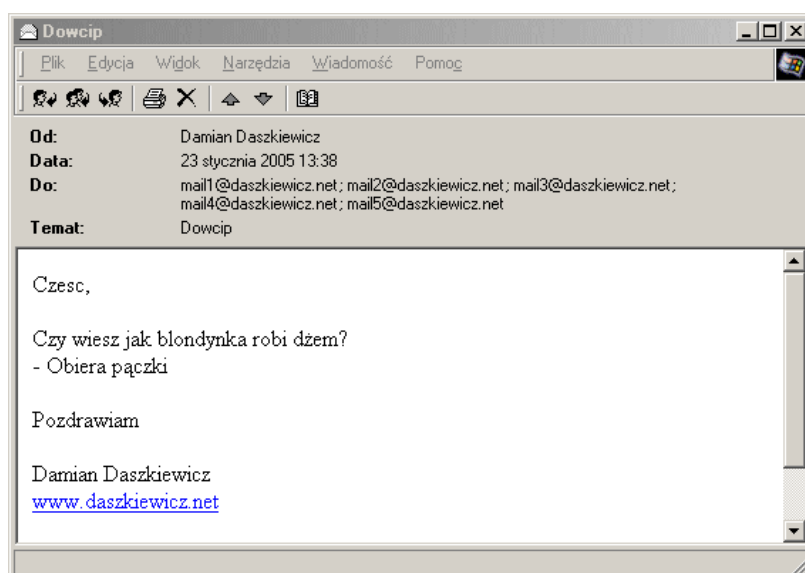 Dowcip
Plik Edycja Widok Narzędzia Wiadomość Pomoc
Od: Damian Daszkiewicz
Data: 23 stycznia 2005 13:38
Do: mail1@daszkiewicz.net; mail2@daszkiewicz.net; mail3@daszkiewicz.net;
mail4@daszkiewicz.net; mail5@daszkiewicz.net
Temat: Dowcip
Czesc,
Czy wiesz jak blondynka robi dżem?
- Obiera pączki
Pozdrawiam
Damian Daszkiewicz
www.daszkiewicz.net